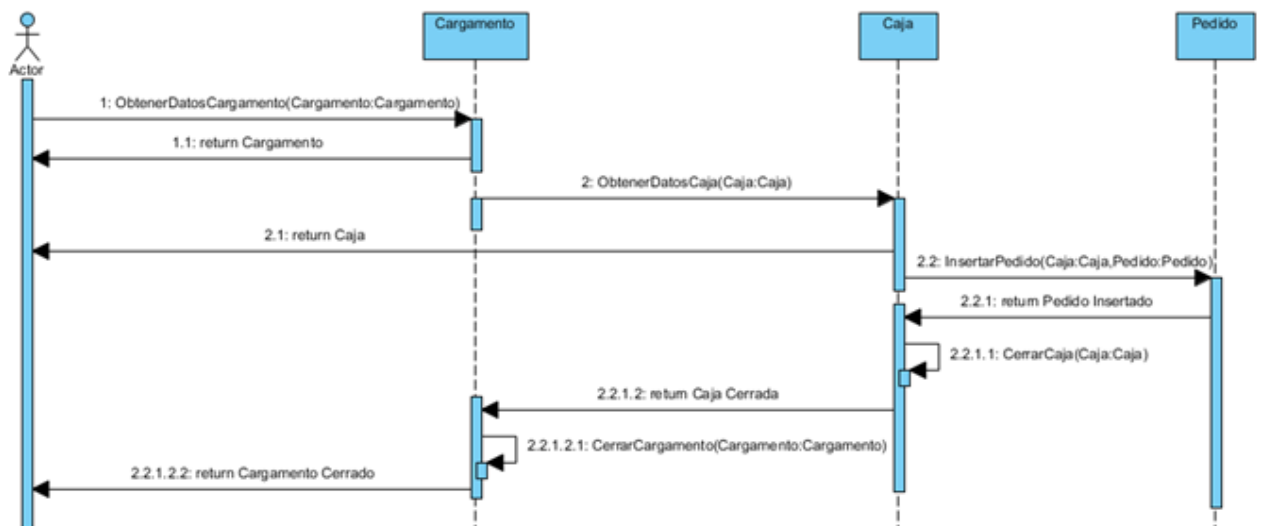 Cargamento
Caja
Pedido
Actor
1: ObtenerDatosCargamento(Cargamento:Cargamento)
1.1: return Cargamento
2: ObtenerDatosCaja(Caja:Caja)
2.1: return Caja
2.2: InsertarPedido(Caja:Caja,Pedido:Pedido)
2.2.1: return Pedido Insertado
2.2.1.1: CerrarCaja(Caja:Caja)
2.2.1.2: return Caja Cerrada
2.2.1.2.1: CerrarCargamento(Cargamento:Cargamento)
2.2.1.2.2: return Cargamento Cerrado